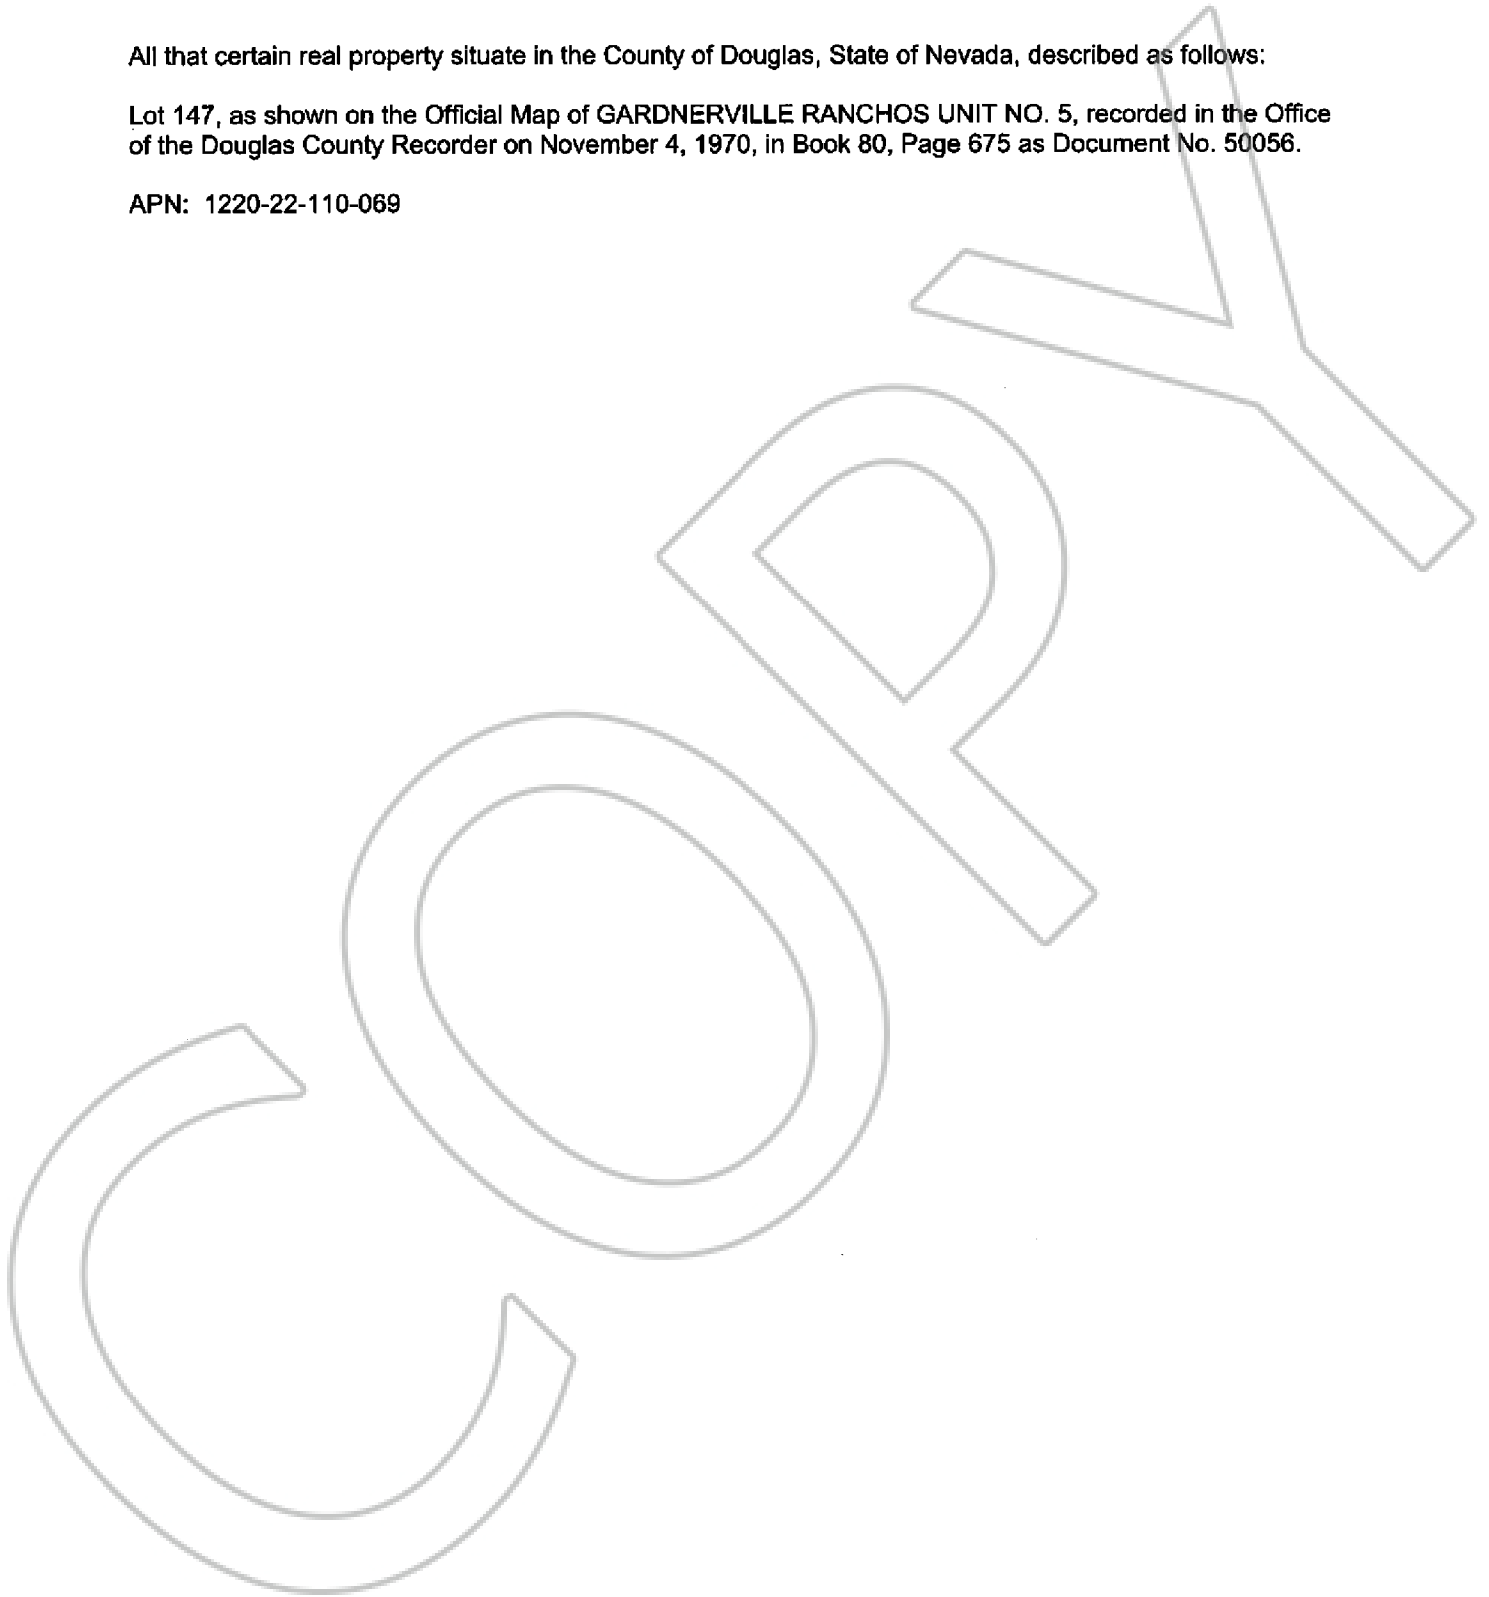 All that certain real property situate in the County of Douglas, State of Nevada, described as follows:
Lot 147, as shown on the Official Map of GARDNERVILLE RANCHOS UNIT NO. 5, recorded in the Office
of the Douglas County Recorder on November 4, 1970, in Book 80, Page 675 as Document No. 50056.
APN: 1220-22-110-069
COPY